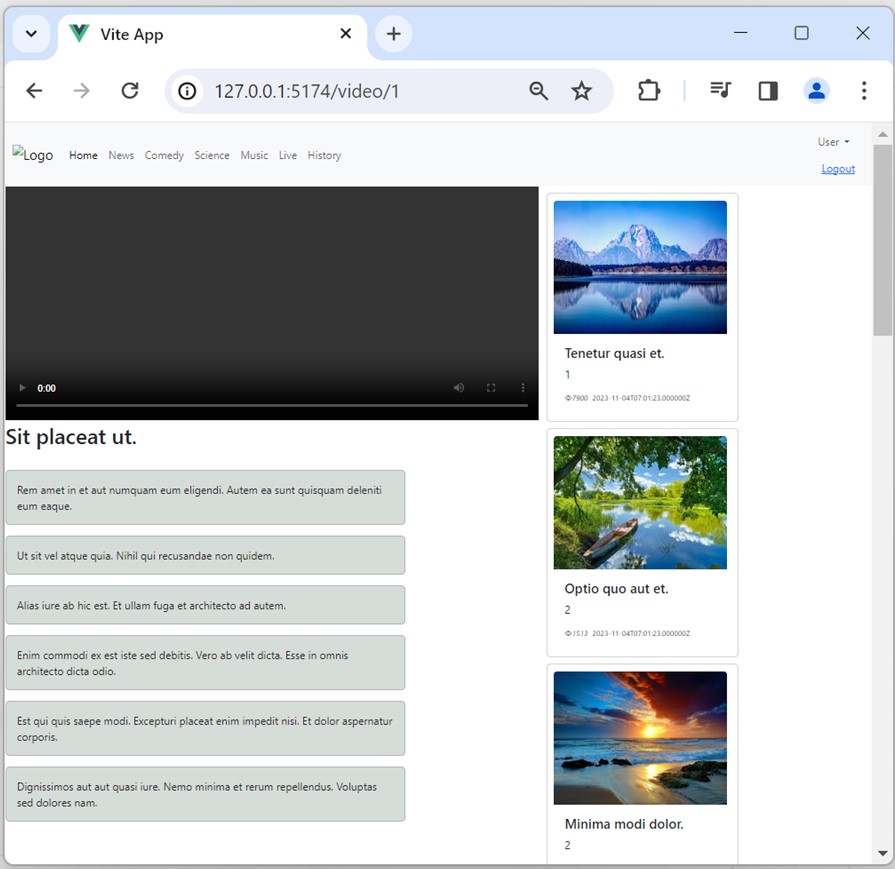 Vite App
127.0.0.1:5174/video/1
Logo Home News Comedy Science Music Live History
User
Logout
0:00
Sit placeat ut.
Rem amet in et aut numquam eum eligendi. Autem ea sunt quisquam deleniti
eum eaque.
Ut sit vel atque quia. Nihil qui recusandae non quidem.
Alias iure ab hic est. Et ullam fuga et architecto ad autem.
Enim commodi ex est iste sed debitis. Vero ab velit dicta. Esse in omnis
architecto dicta odio.
Est qui quis saepe modi. Excepturi placeat enim impedit nisi. Et dolor aspernatur
corporis.
Dignissimos aut aut quasi iure. Nemo minima et rerum repellendus. Voluptas
sed dolores nam.
Tenetur quasi et.
1
7900 2023-11-04T07:01:23.000000Z
Optio quo aut et.
2
1513 2023-11-04T07:01:23.000000Z
Minima modi dolor.
2